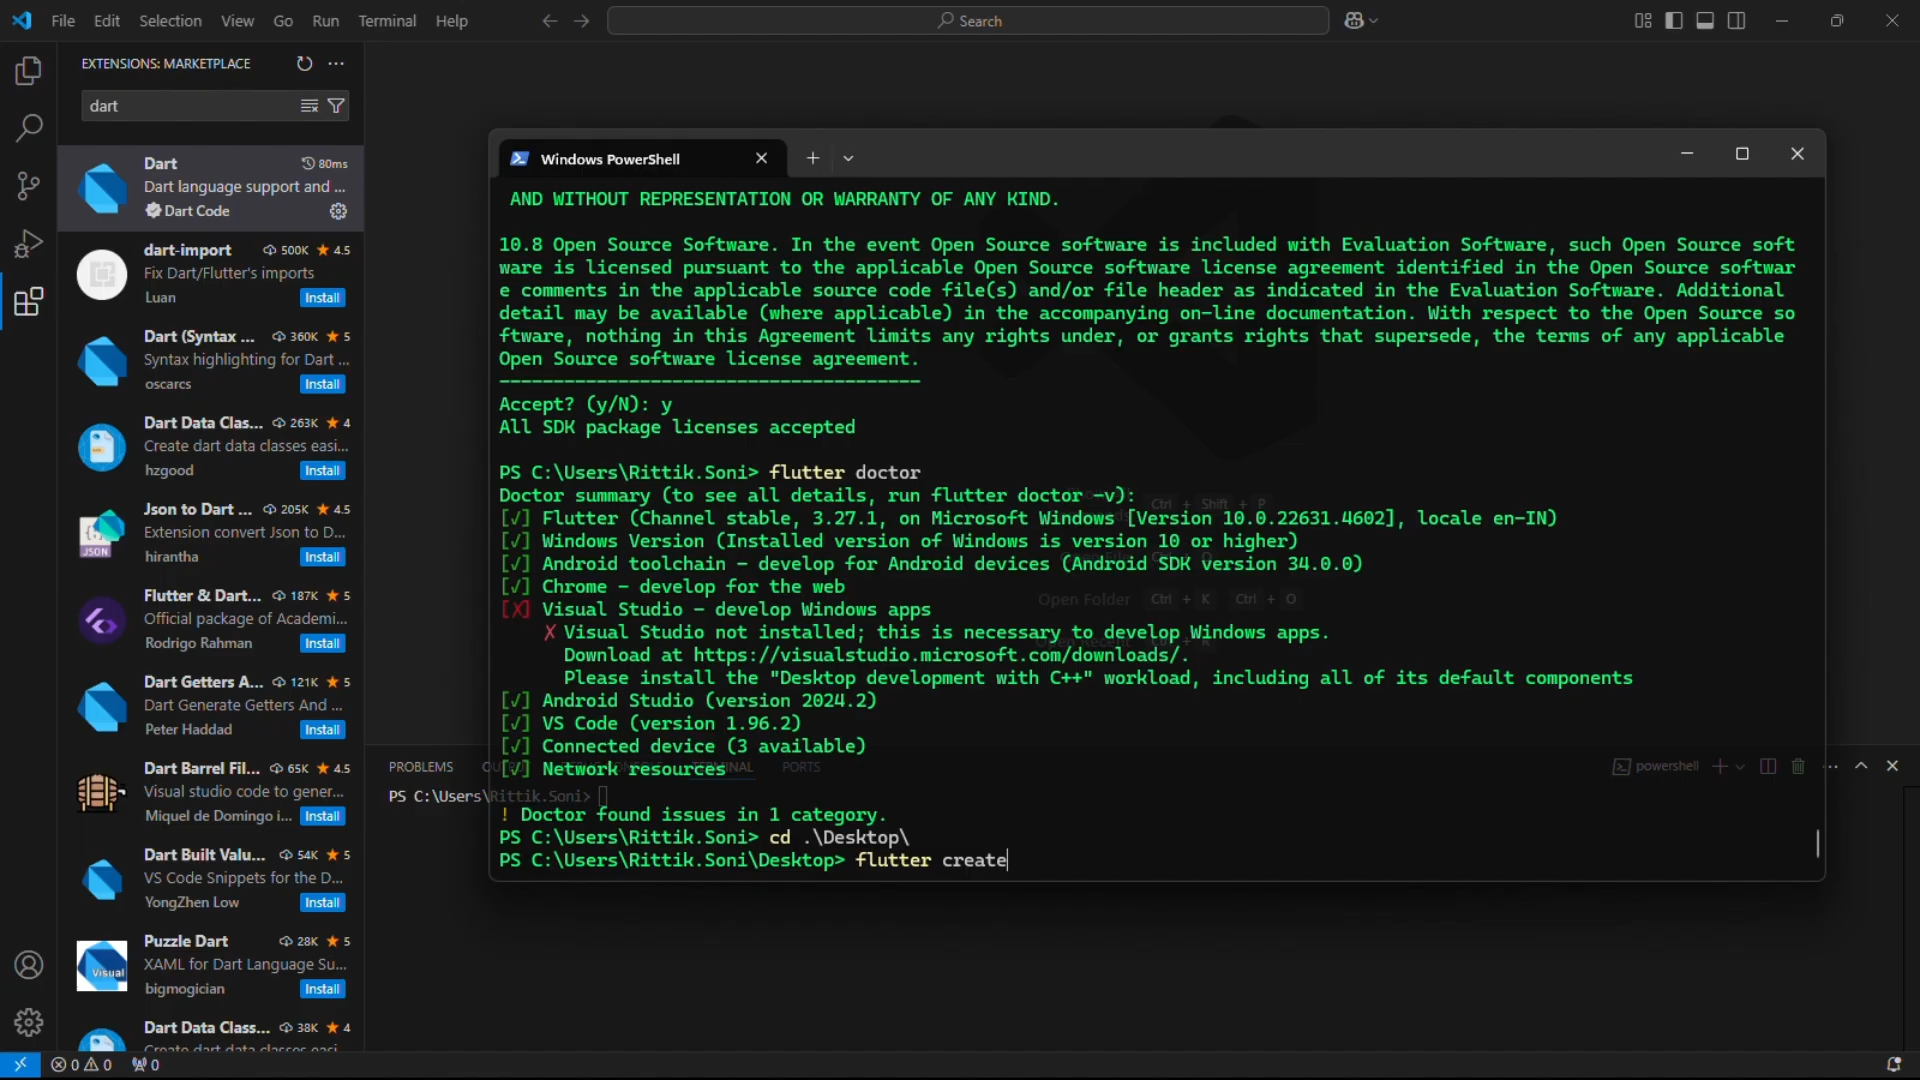 File Edit Selection View Go Run Terminal Help
Search
EXTENSIONS: MARKETPLACE
dart
Dart 80ms
Dart language support and ...
Dart Code
dart-import 500K 4.5
Fix Dart/Flutter's imports
Luan Install
Dart (Syntax ... 360K 5
Syntax highlighting for Dart ...
oscarcs Install
Dart Data Clas... 263K 4
Create dart data classes easi...
hzgood Install
Json to Dart ... 205K 4.5
Extension convert Json to D...
hirantha Install
JSON
Flutter & Dart... 187K 5
Official package of Academi...
Rodrigo Rahman Install
Dart Getters A... 121K 5
Dart Generate Getters And ...
Peter Haddad Install
Dart Barrel Fil... 65K 4.5
Visual studio code to gener...
Miquel de Domingo i... Install
Dart Built Valu... 54K 5
VS Code Snippets for the D...
YongZhen Low Install
Puzzle Dart 28K 5
XAML for Dart Language Su...
bigmogician Install
Visual
Dart Data Class... 38K 4
Create dart data classes easi...
Windows PowerShell
AND WITHOUT REPRESENTATION OR WARRANTY OF ANY KIND.
10.8 Open Source Software. In the event Open Source software is included with Evaluation Software, such Open Source soft
ware is licensed pursuant to the applicable Open Source software license agreement identified in the Open Source softwar
e comments in the applicable source code file(s) and/or file header as indicated in the Evaluation Software. Additional
detail may be available (where applicable) in the accompanying on-line documentation. With respect to the Open Source so
ftware, nothing in this Agreement limits any rights under, or grants rights that supersede, the terms of any applicable
Open Source software license agreement.
---------------------------------------
Accept? (y/N): y
All SDK package licenses accepted
PS C:\Users\Rittik.Soni> flutter doctor
Doctor summary (to see all details, run flutter doctor -v):
[√] Flutter (Channel stable, 3.27.1, on Microsoft Windows [Version 10.0.22631.4602], locale en-IN)
[√] Windows Version (Installed version of Windows is version 10 or higher)
[√] Android toolchain - develop for Android devices (Android SDK version 34.0.0)
[√] Chrome - develop for the web
[X] Visual Studio - develop Windows apps
X Visual Studio not installed; this is necessary to develop Windows apps.
Download at https://visualstudio.microsoft.com/downloads/.
Please install the "Desktop development with C++" workload, including all of its default components
[√] Android Studio (version 2024.2)
[√] VS Code (version 1.96.2)
[√] Connected device (3 available)
[√] Network resources
! Doctor found issues in 1 category.
PS C:\Users\Rittik.Soni> cd .\Desktop\
PS C:\Users\Rittik.Soni\Desktop> flutter create
Ctrl + Shift + P
Open Folder Ctrl + K Ctrl + O
PROBLEMS TERMINAL PORTS
powershell
PS C:\Users\Rittik.Soni>
0 0 0